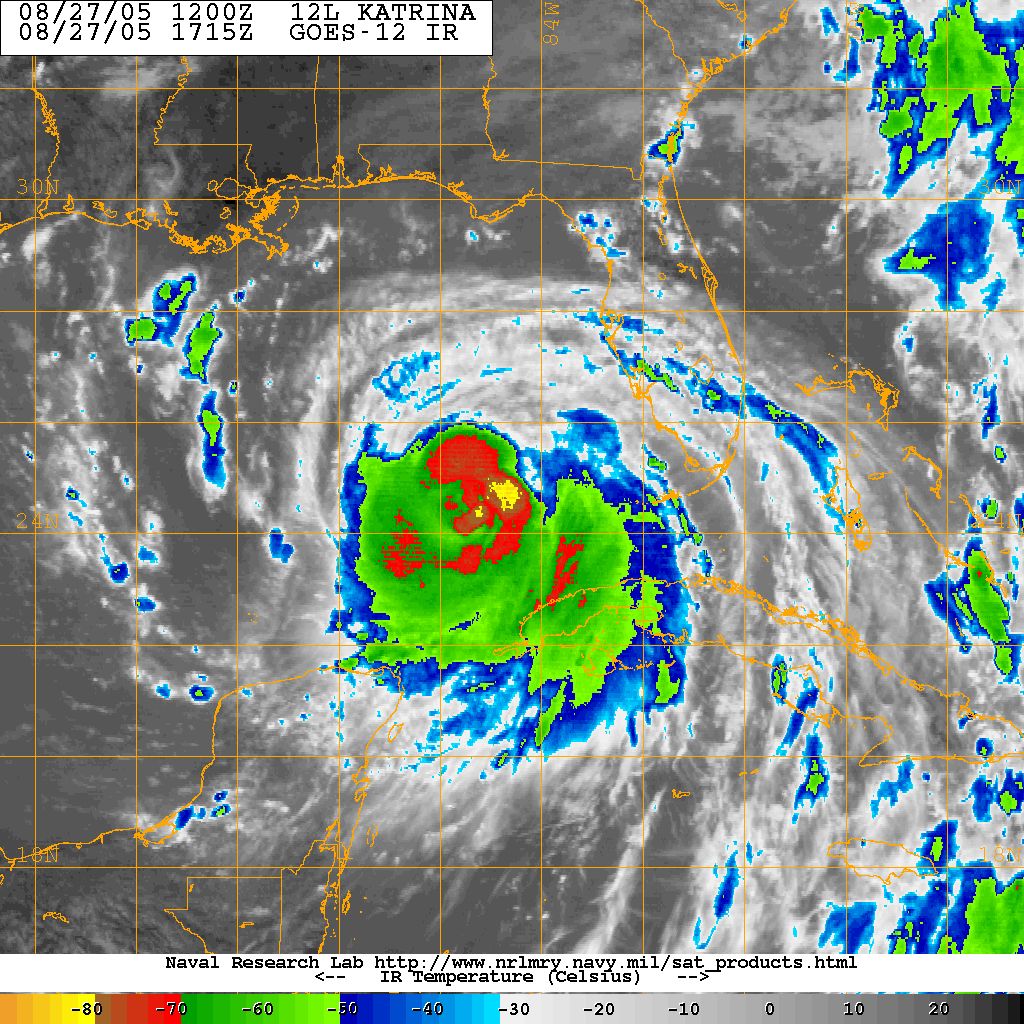 08/27/05 1200Z 12L KATRINA
08/27/05 1715Z GOES-12 IR
84W
30N
30N
24N
24N
18N
18N
Naval Research Lab http://www.nrlmry.navy.mil/sat_products.html
<-- IR Temperature (Celsius) -->
-80 -70 -60 -50 -40 -30 -20 -10 0 10 20